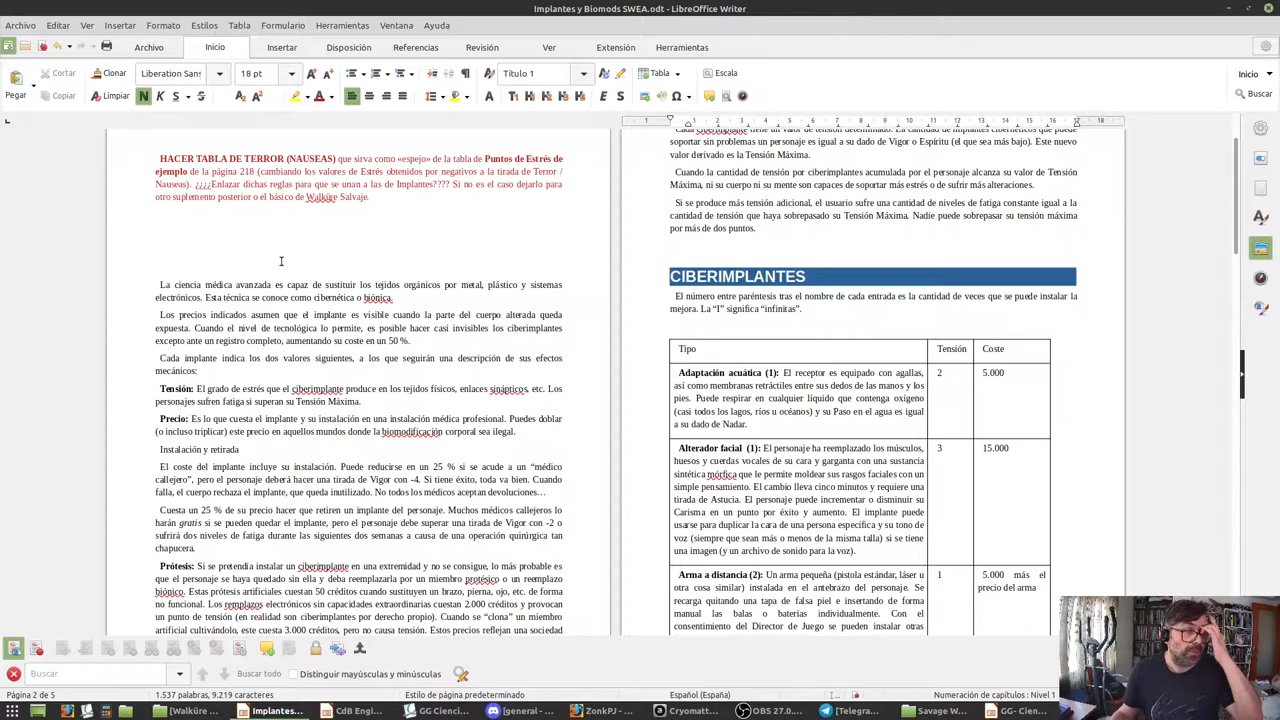 Implantes y Biomods SWEA.odt - LibreOffice Writer
Archivo Editar Ver Insertar Formato Estilos Tabla Formulario Herramientas Ventana Ayuda
Archivo Inicio Insertar Disposición Referencias Revisión Ver Extensión Herramientas
Cortar Clonar Liberation Sans 18 pt Título 1 Tabla Escala Inicio
Pegar Copiar Limpiar Buscar
HACER TABLA DE TERROR (NAUSEAS) que sirva como «espejo» de la tabla de Puntos de Estrés de
ejemplo de la página 218 (cambiando los valores de Estrés obtenidos por negativos a la tirada de Terror /
Nauseas). ¿¿¿¿Enlazar dichas reglas para que se unan a las de Implantes???? Si no es el caso dejarlo para
otro suplemento posterior o el básico de Walküre Salvaje.
La ciencia médica avanzada es capaz de sustituir los tejidos orgánicos por metal, plástico y sistemas
electrónicos. Esta técnica se conoce como cibernética o biónica.
Los precios indicados asumen que el implante es visible cuando la parte del cuerpo alterada queda
expuesta. Cuando el nivel de tecnológica lo permite, es posible hacer casi invisibles los ciberimplantes
excepto ante un registro completo, aumentando su coste en un 50 %.
Cada implante indica los dos valores siguientes, a los que seguirán una descripción de sus efectos
mecánicos:
Tensión: El grado de estrés que el ciberimplante produce en los tejidos físicos, enlaces sinápticos, etc. Los
personajes sufren fatiga si superan su Tensión Máxima.
Precio: Es lo que cuesta el implante y su instalación en una instalación médica profesional. Puedes doblar
(o incluso triplicar) este precio en aquellos mundos donde la biomodificación corporal sea ilegal.
Instalación y retirada
El coste del implante incluye su instalación. Puede reducirse en un 25 % si se acude a un “médico
callejero”, pero el personaje deberá hacer una tirada de Vigor con -4. Si tiene éxito, toda va bien. Cuando
falla, el cuerpo rechaza el implante, que queda inutilizado. No todos los médicos aceptan devoluciones…
Cuesta un 25 % de su precio hacer que retiren un implante del personaje. Muchos médicos callejeros lo
harán gratis si se pueden quedar el implante, pero el personaje debe superar una tirada de Vigor con -2 o
sufrirá dos niveles de fatiga durante las siguientes dos semanas a causa de una operación quirúrgica tan
chapucera.
Prótesis: Si se pretendía instalar un ciberimplante en una extremidad y no se consigue, lo más probable es
que el personaje se haya quedado sin ella y deba reemplazarla por un miembro protésico o un reemplazo
biónico. Estas prótesis artificiales cuestan 50 créditos cuando sustituyen un brazo, pierna, ojo, etc. de forma
no funcional. Los remplazos electrónicos sin capacidades extraordinarias cuestan 2.000 créditos y provocan
un punto de tensión (en realidad son ciberimplantes por derecho propio). Cuando se “clona” un miembro
artificial cultivándolo, este cuesta 3.000 créditos, pero no causa tensión. Estos precios reflejan una sociedad
Cada ciberimplante tiene un valor de tensión determinado. La cantidad de implantes cibernéticos que puede
soportar sin problemas un personaje es igual a su dado de Vigor o Espíritu (el que sea más bajo). Este nuevo
valor derivado es la Tensión Máxima.
Cuando la cantidad de tensión por ciberimplantes acumulada por el personaje alcanza su valor de Tensión
Máxima, ni su cuerpo ni su mente son capaces de soportar más estrés o de sufrir más alteraciones.
Si se produce más tensión adicional, el usuario sufre una cantidad de niveles de fatiga constante igual a la
cantidad de tensión que haya sobrepasado su Tensión Máxima. Nadie puede sobrepasar su tensión máxima
por más de dos puntos.
CIBERIMPLANTES
El número entre paréntesis tras el nombre de cada entrada es la cantidad de veces que se puede instalar la
mejora. La “I” significa “infinitas”.
Tipo Tensión Coste
Adaptación acuática (1): El receptor es equipado con agallas, 2 5.000
así como membranas retráctiles entre sus dedos de las manos y los
pies. Puede respirar en cualquier líquido que contenga oxígeno
(casi todos los lagos, ríos u océanos) y su Paso en el agua es igual
a su dado de Nadar.
Alterador facial (1): El personaje ha reemplazado los músculos, 3 15.000
huesos y cuerdas vocales de su cara y garganta con una sustancia
sintética mórfica que le permite moldear sus rasgos faciales con un
simple pensamiento. El cambio lleva cinco minutos y requiere una
tirada de Astucia. El personaje puede incrementar o disminuir su
Carisma en un punto por éxito y aumento. El implante puede
usarse para duplicar la cara de una persona específica y su tono de
voz (siempre que sean más o menos de la misma talla) si se tiene
una imagen (y un archivo de sonido para la voz).
Arma a distancia (2): Un arma pequeña (pistola estándar, láser u 1 5.000 más el
otra cosa similar) instalada en el antebrazo del personaje. Se precio del arma
recarga quitando una tapa de falsa piel e insertando de forma
manual las balas o baterías individualmente. Con el
consentimiento del Director de Juego se pueden instalar otras
Buscar Buscar todo Distinguir mayúsculas y minúsculas
Página 2 de 5 1.537 palabras, 9.219 caracteres Estilo de página predeterminado Español (España) Numeración de capítulos : Nivel 1
[Walküre Implantes... CdB Engi... GG Cienci... [general - ... ZonkPJ - ... Cryomatt... OBS 27.0... [Telegra... Savage W... GG- Cien...